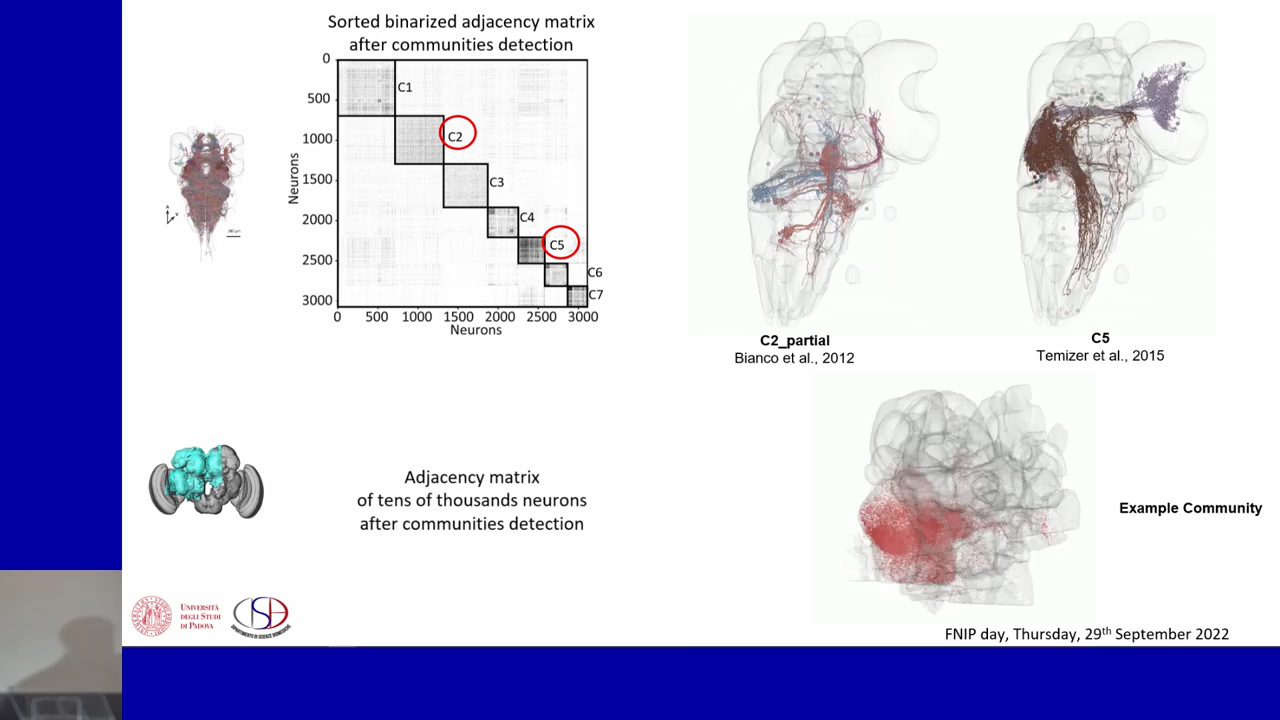 Sorted binarized adjacency matrix
after communities detection
0
500
1000
1500
2000
2500
3000
Neurons
C1
C2
C3
C4
C5
C6
C7
0 500 1000 1500 2000 2500 3000
Neurons
C2_partial
Bianco et al., 2012
C5
Temizer et al., 2015
Adjacency matrix
of tens of thousands neurons
after communities detection
Example Community
UNIVERSITÀ
DEGLI STUDI
DI PADOVA
FNIP day, Thursday, 29th September 2022